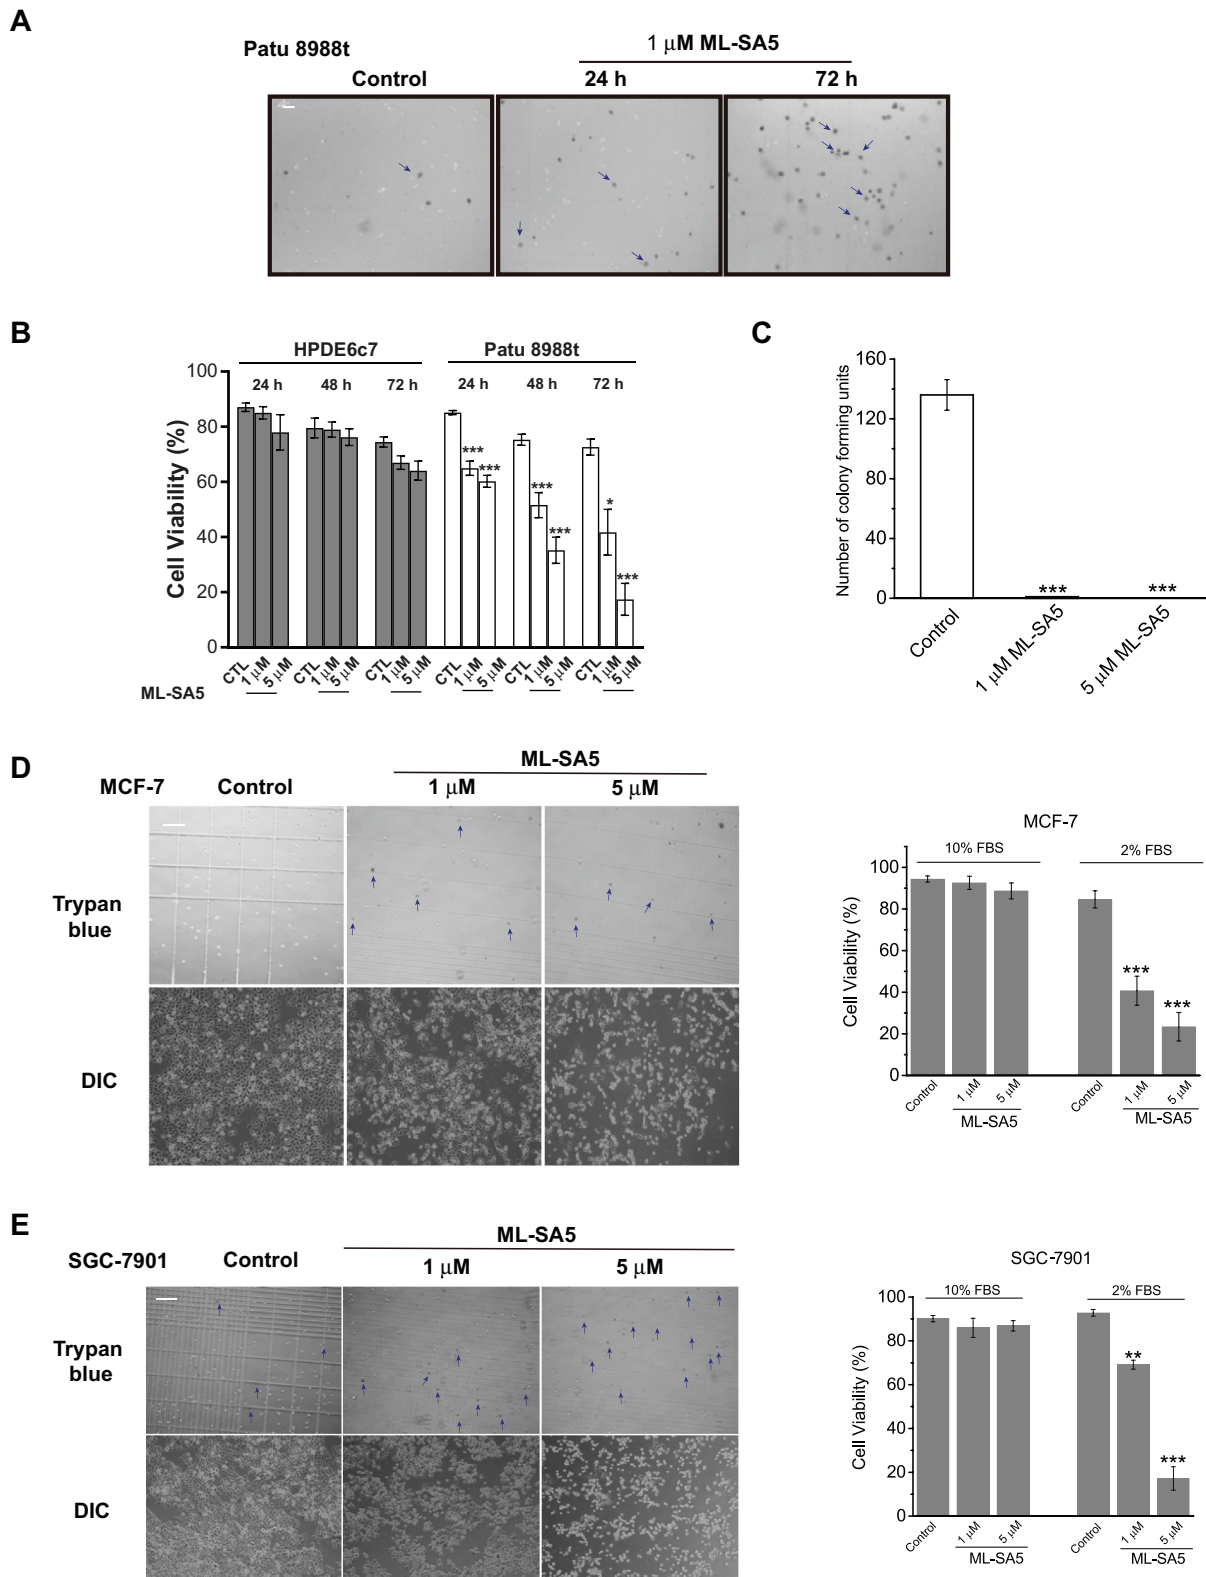 A
Patu 8988t
1 μM ML-SA5
Control
24 h
72 h
B
HPDE6c7
Patu 8988t
24 h
48 h
72 h
24 h
48 h
72 h
Cell Viability (%)
100
80
60
40
20
0
***
***
***
***
*
***
CTL
1 μM
5 μM
CTL
1 μM
5 μM
CTL
1 μM
5 μM
CTL
1 μM
5 μM
CTL
1 μM
5 μM
CTL
1 μM
5 μM
ML-SA5
C
Number of colony forming units
160
120
80
40
0
***
***
Control
1 μM ML-SA5
5 μM ML-SA5
D
ML-SA5
MCF-7
Control
1 μM
5 μM
Trypan
blue
DIC
MCF-7
10% FBS
2% FBS
Cell Viability (%)
100
80
60
40
20
0
***
***
Control
1 μM
5 μM
ML-SA5
Control
1 μM
5 μM
ML-SA5
E
ML-SA5
SGC-7901
Control
1 μM
5 μM
Trypan
blue
DIC
SGC-7901
10% FBS
2% FBS
Cell Viability (%)
100
80
60
40
20
0
**
***
Control
1 μM
5 μM
ML-SA5
Control
1 μM
5 μM
ML-SA5